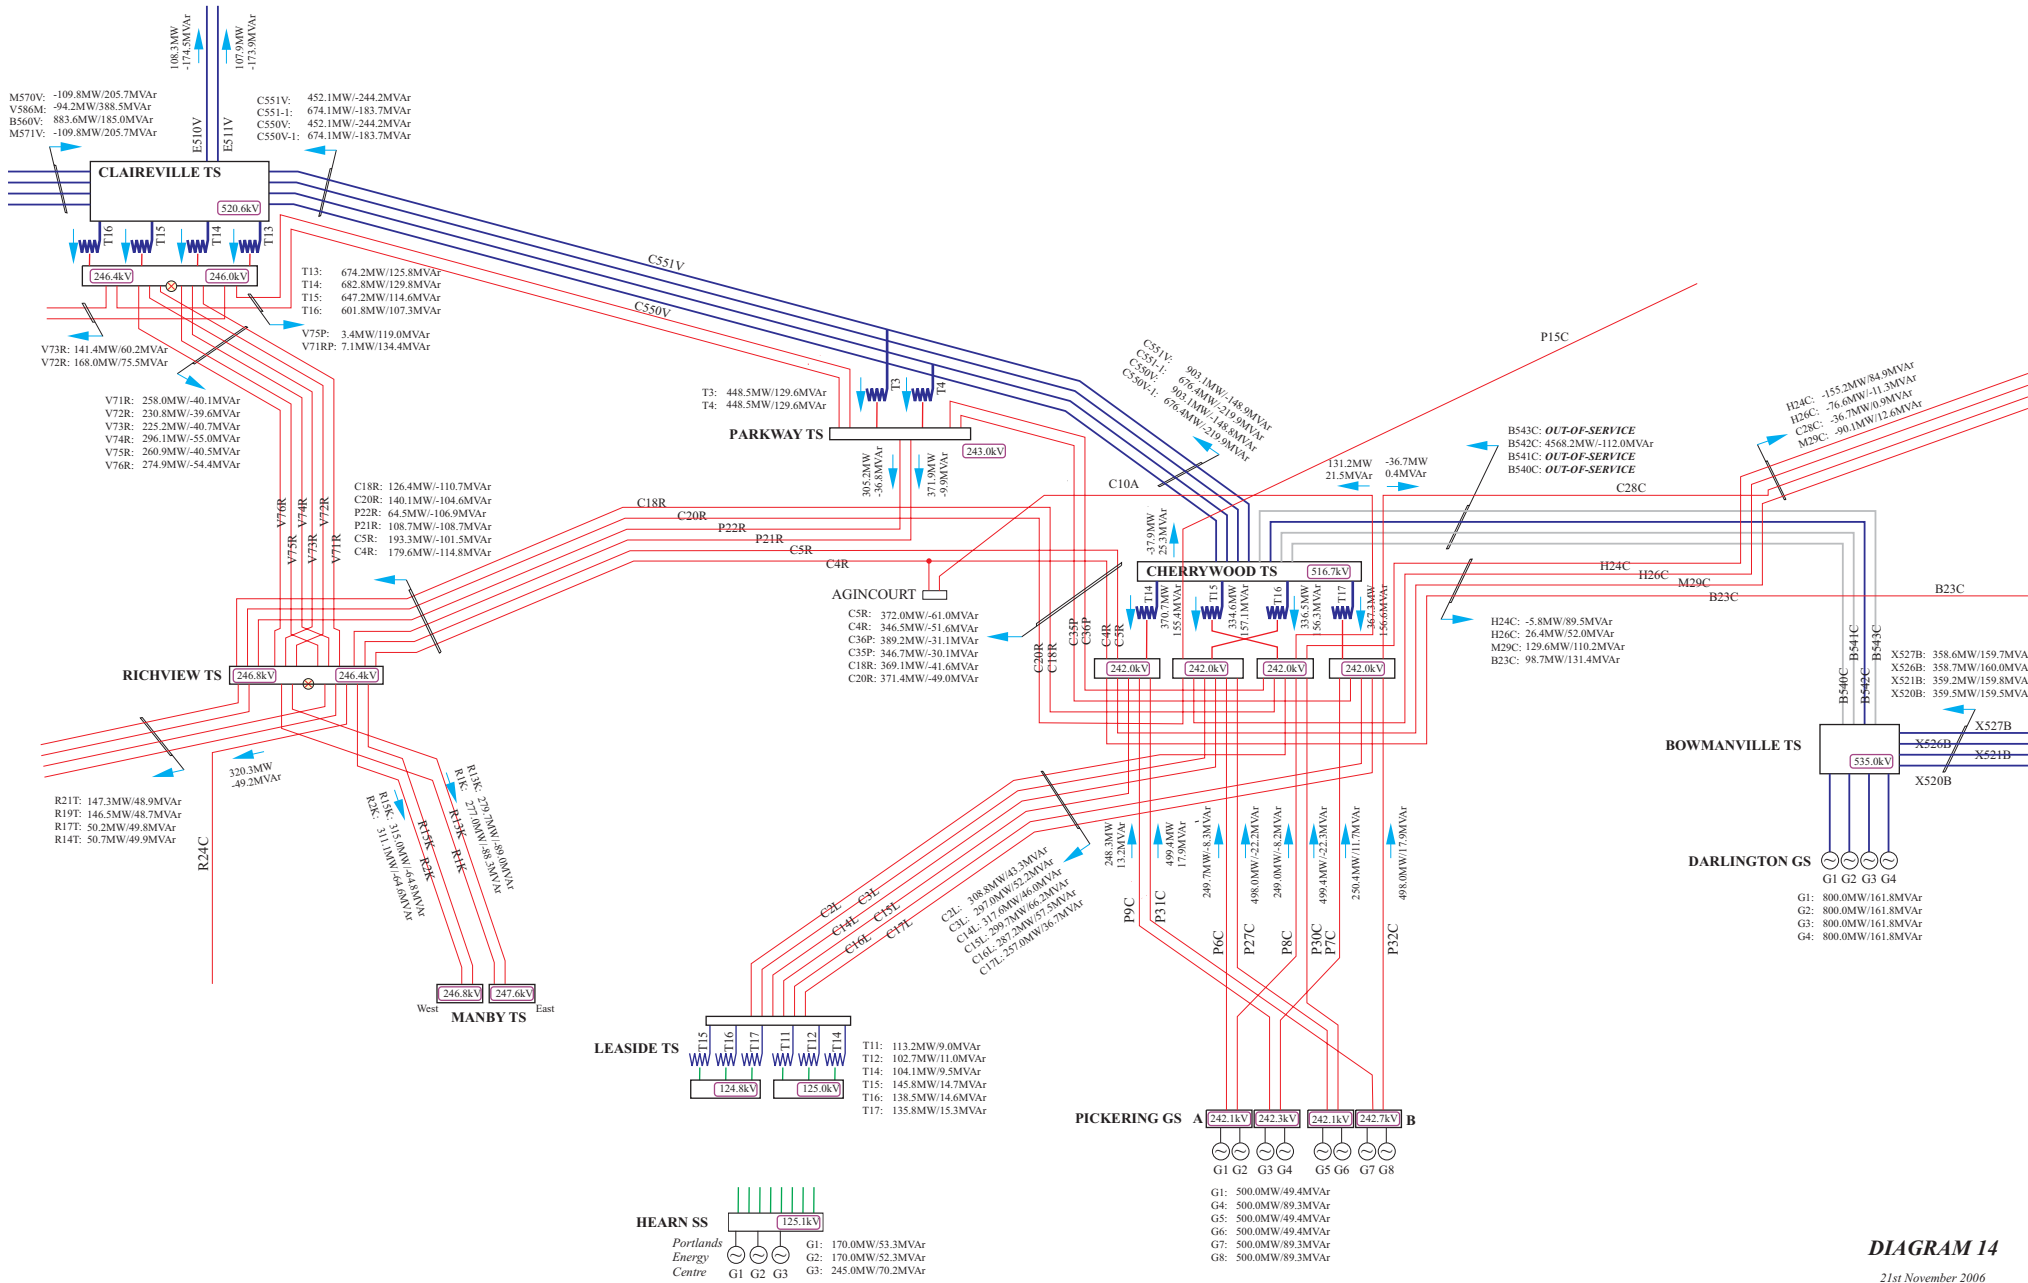 108.3MW
-174.5MVAr
107.9MW
-173.9MVAr
E510V
E511V
M570V: -109.8MW/205.7MVAr
V586M: -94.2MW/388.5MVAr
B560V: 883.6MW/185.0MVAr
M571V: -109.8MW/205.7MVAr
C551V: 452.1MW/-244.2MVAr
C551-1: 674.1MW/-183.7MVAr
C550V: 452.1MW/-244.2MVAr
C550V-1: 674.1MW/-183.7MVAr
CLAIREVILLE TS
520.6kV
T16
T15
T14
T13
246.4kV
246.0kV
T13: 674.2MW/125.8MVAr
T14: 682.8MW/129.8MVAr
T15: 647.2MW/114.6MVAr
T16: 601.8MW/107.3MVAr
V75P: 3.4MW/119.0MVAr
V71RP: 7.1MW/134.4MVAr
V73R: 141.4MW/60.2MVAr
V72R: 168.0MW/75.5MVAr
V71R: 258.0MW/-40.1MVAr
V72R: 230.8MW/-39.6MVAr
V73R: 225.2MW/-40.7MVAr
V74R: 296.1MW/-55.0MVAr
V75R: 260.9MW/-40.5MVAr
V76R: 274.9MW/-54.4MVAr
C551V
C550V
T3: 448.5MW/129.6MVAr
T4: 448.5MW/129.6MVAr
T3
T4
PARKWAY TS
243.0kV
305.2MW
-36.8MVAr
371.9MW
-9.9MVAr
C551V: 903.1MW/-148.9MVAr
C551-1: 676.4MW/-219.9MVAr
C550V: 903.1MW/-148.8MVAr
C550V-1: 676.4MW/-219.9MVAr
P15C
H24C: -155.2MW/84.9MVAr
H26C: -76.6MW/-11.3MVAr
C28C: -36.7MW/0.9MVAr
M29C: -90.1MW/12.6MVAr
B543C: OUT-OF-SERVICE
B542C: 4568.2MW/-112.0MVAr
B541C: OUT-OF-SERVICE
B540C: OUT-OF-SERVICE
131.2MW
21.5MVAr
-36.7MW
0.4MVAr
C10A
C28C
C18R: 126.4MW/-110.7MVAr
C20R: 140.1MW/-104.6MVAr
P22R: 64.5MW/-106.9MVAr
P21R: 108.7MW/-108.7MVAr
C5R: 193.3MW/-101.5MVAr
C4R: 179.6MW/-114.8MVAr
V76R
V75R
V74R
V73R
V72R
V71R
C18R
C20R
P22R
P21R
C5R
C4R
-37.9MW
25.3MVAr
CHERRYWOOD TS
516.7kV
T14
370.7MW
155.4MVAr
T15
334.6MW
157.1MVAr
T16
336.5MW
156.3MVAr
T17
367.3MW
156.6MVAr
H24C
H26C
M29C
B23C
B23C
AGINCOURT
C5R: 372.0MW/-61.0MVAr
C4R: 346.5MW/-51.6MVAr
C36P: 389.2MW/-31.1MVAr
C35P: 346.7MW/-30.1MVAr
C18R: 369.1MW/-41.6MVAr
C20R: 371.4MW/-49.0MVAr
C20R
C18R
C35P
C36P
C4R
C5R
242.0kV
242.0kV
242.0kV
242.0kV
H24C: -5.8MW/89.5MVAr
H26C: 26.4MW/52.0MVAr
M29C: 129.6MW/110.2MVAr
B23C: 98.7MW/131.4MVAr
B540C
B541C
B542C
B543C
X527B: 358.6MW/159.7MVA
X526B: 358.7MW/160.0MVA
X521B: 359.2MW/159.8MVA
X520B: 359.5MW/159.5MVA
BOWMANVILLE TS
535.0kV
X527B
X526B
X521B
X520B
DARLINGTON GS
G1 G2 G3 G4
G1: 800.0MW/161.8MVAr
G2: 800.0MW/161.8MVAr
G3: 800.0MW/161.8MVAr
G4: 800.0MW/161.8MVAr
RICHVIEW TS
246.8kV
246.4kV
320.3MW
-49.2MVAr
R21T: 147.3MW/48.9MVAr
R19T: 146.5MW/48.7MVAr
R17T: 50.2MW/49.8MVAr
R14T: 50.7MW/49.9MVAr
R24C
R15K: 315.0MW/-64.8MVAr
R2K: 311.1MW/-64.6MVAr
R13K: 279.7MW/-89.0MVAr
R1K: 277.0MW/-88.3MVAr
R15K
R2K
R13K
R1K
246.8kV
247.6kV
West
East
MANBY TS
C2L
C3L
C14L
C15L
C16L
C17L
C2L: 308.8MW/43.3MVAr
C3L: 297.0MW/52.2MVAr
C14L: 317.6MW/46.0MVAr
C15L: 299.7MW/66.2MVAr
C16L: 287.2MW/57.5MVAr
C17L: 257.0MW/36.7MVAr
248.3MW
13.2MVAr
499.4MW
17.9MVAr
249.7MW/-8.3MVAr
498.0MW/-22.2MVAr
249.0MW/-8.2MVAr
499.4MW/-22.3MVAr
250.4MW/11.7MVAr
498.0MW/17.9MVAr
P9C
P31C
P6C
P27C
P8C
P30C
P7C
P32C
LEASIDE TS
T15
T16
T17
T11
T12
T14
124.8kV
125.0kV
T11: 113.2MW/9.0MVAr
T12: 102.7MW/11.0MVAr
T14: 104.1MW/9.5MVAr
T15: 145.8MW/14.7MVAr
T16: 138.5MW/14.6MVAr
T17: 135.8MW/15.3MVAr
PICKERING GS A
242.1kV
242.3kV
242.1kV
242.7kV
B
G1 G2 G3 G4 G5 G6 G7 G8
G1: 500.0MW/49.4MVAr
G4: 500.0MW/89.3MVAr
G5: 500.0MW/49.4MVAr
G6: 500.0MW/49.4MVAr
G7: 500.0MW/89.3MVAr
G8: 500.0MW/89.3MVAr
HEARN SS
125.1kV
Portlands
Energy
Centre
G1 G2 G3
G1: 170.0MW/53.3MVAr
G2: 170.0MW/52.3MVAr
G3: 245.0MW/70.2MVAr
DIAGRAM 14
21st November 2006